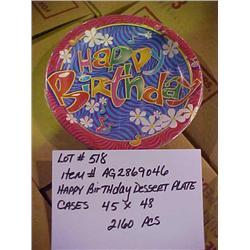 HAPPY
BiRTHday
LOT # 518
ITEM # AG2869046
HAPPY BIRTHDAY DESSERT PLATE
CASES 45 x 48
2160 PCS